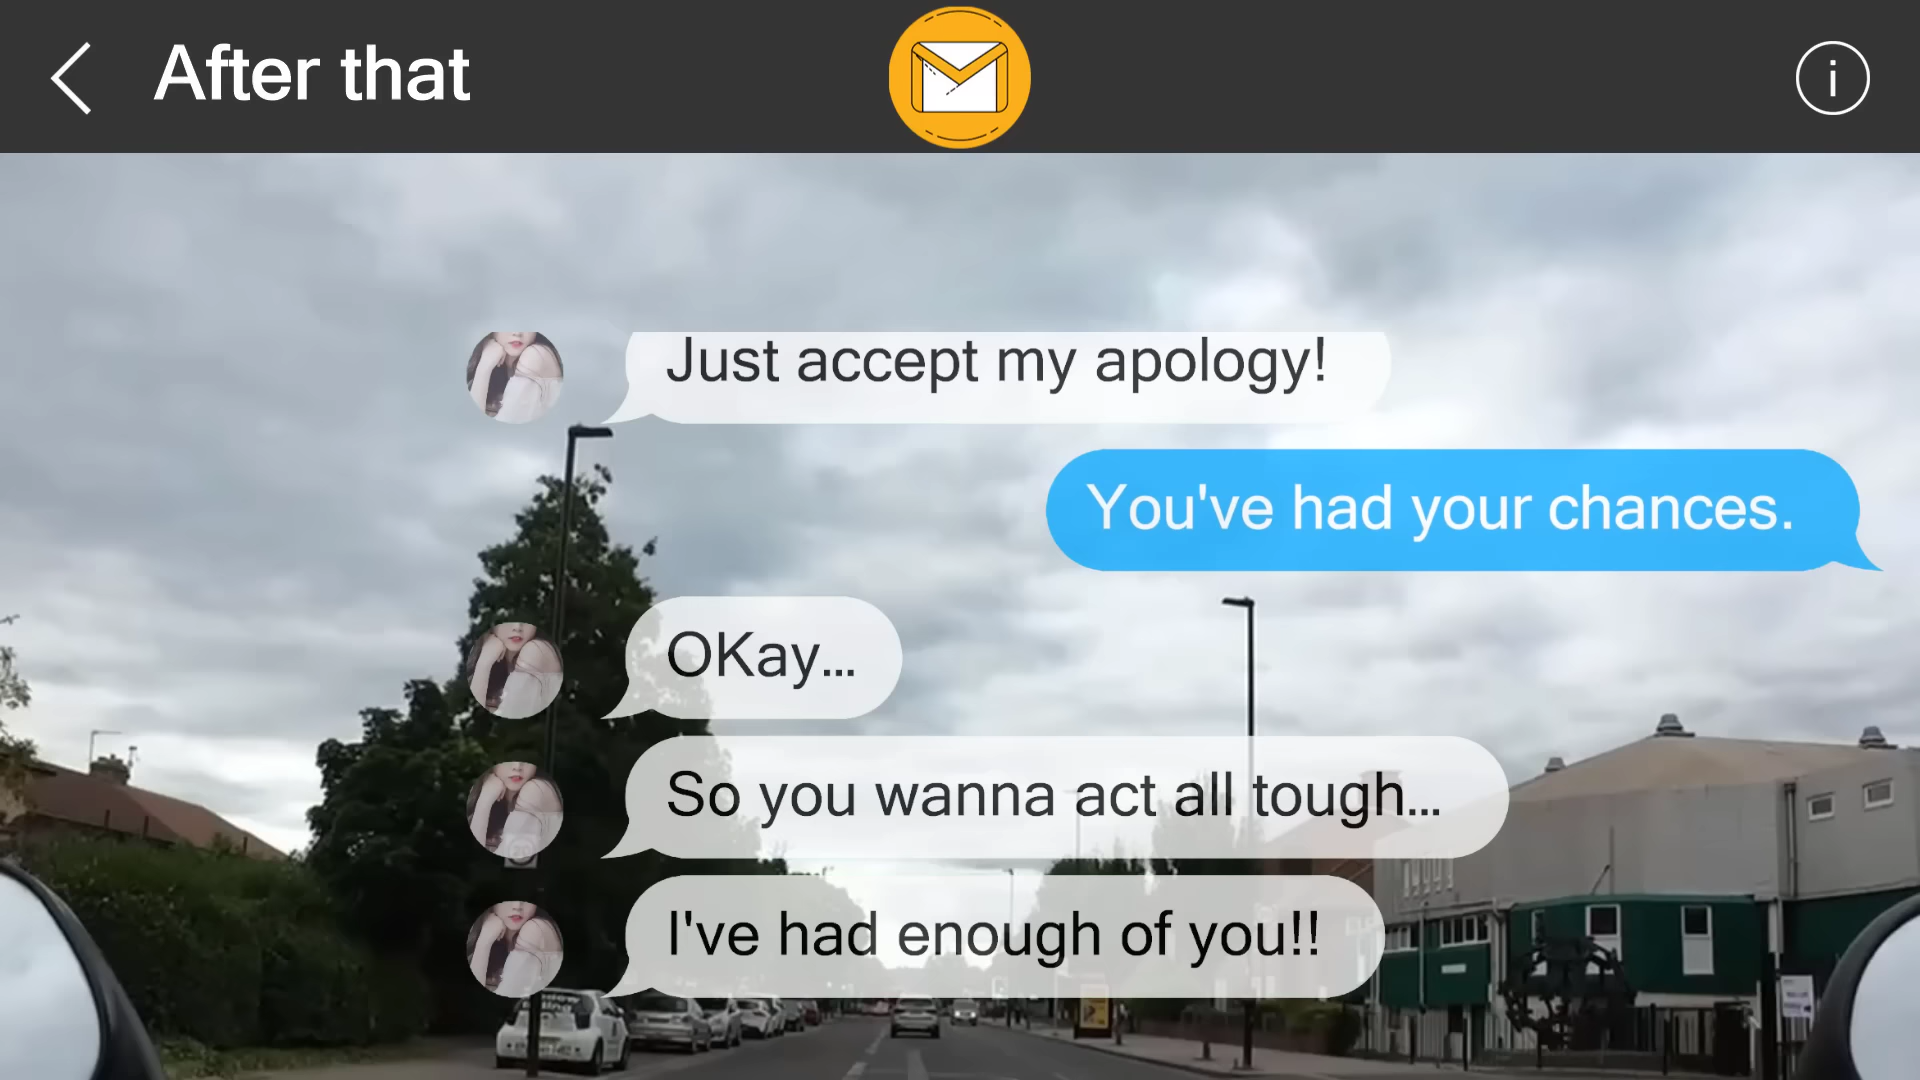 After that
Just accept my apology!
You've had your chances.
OKay...
So you wanna act all tough...
I've had enough of you!!